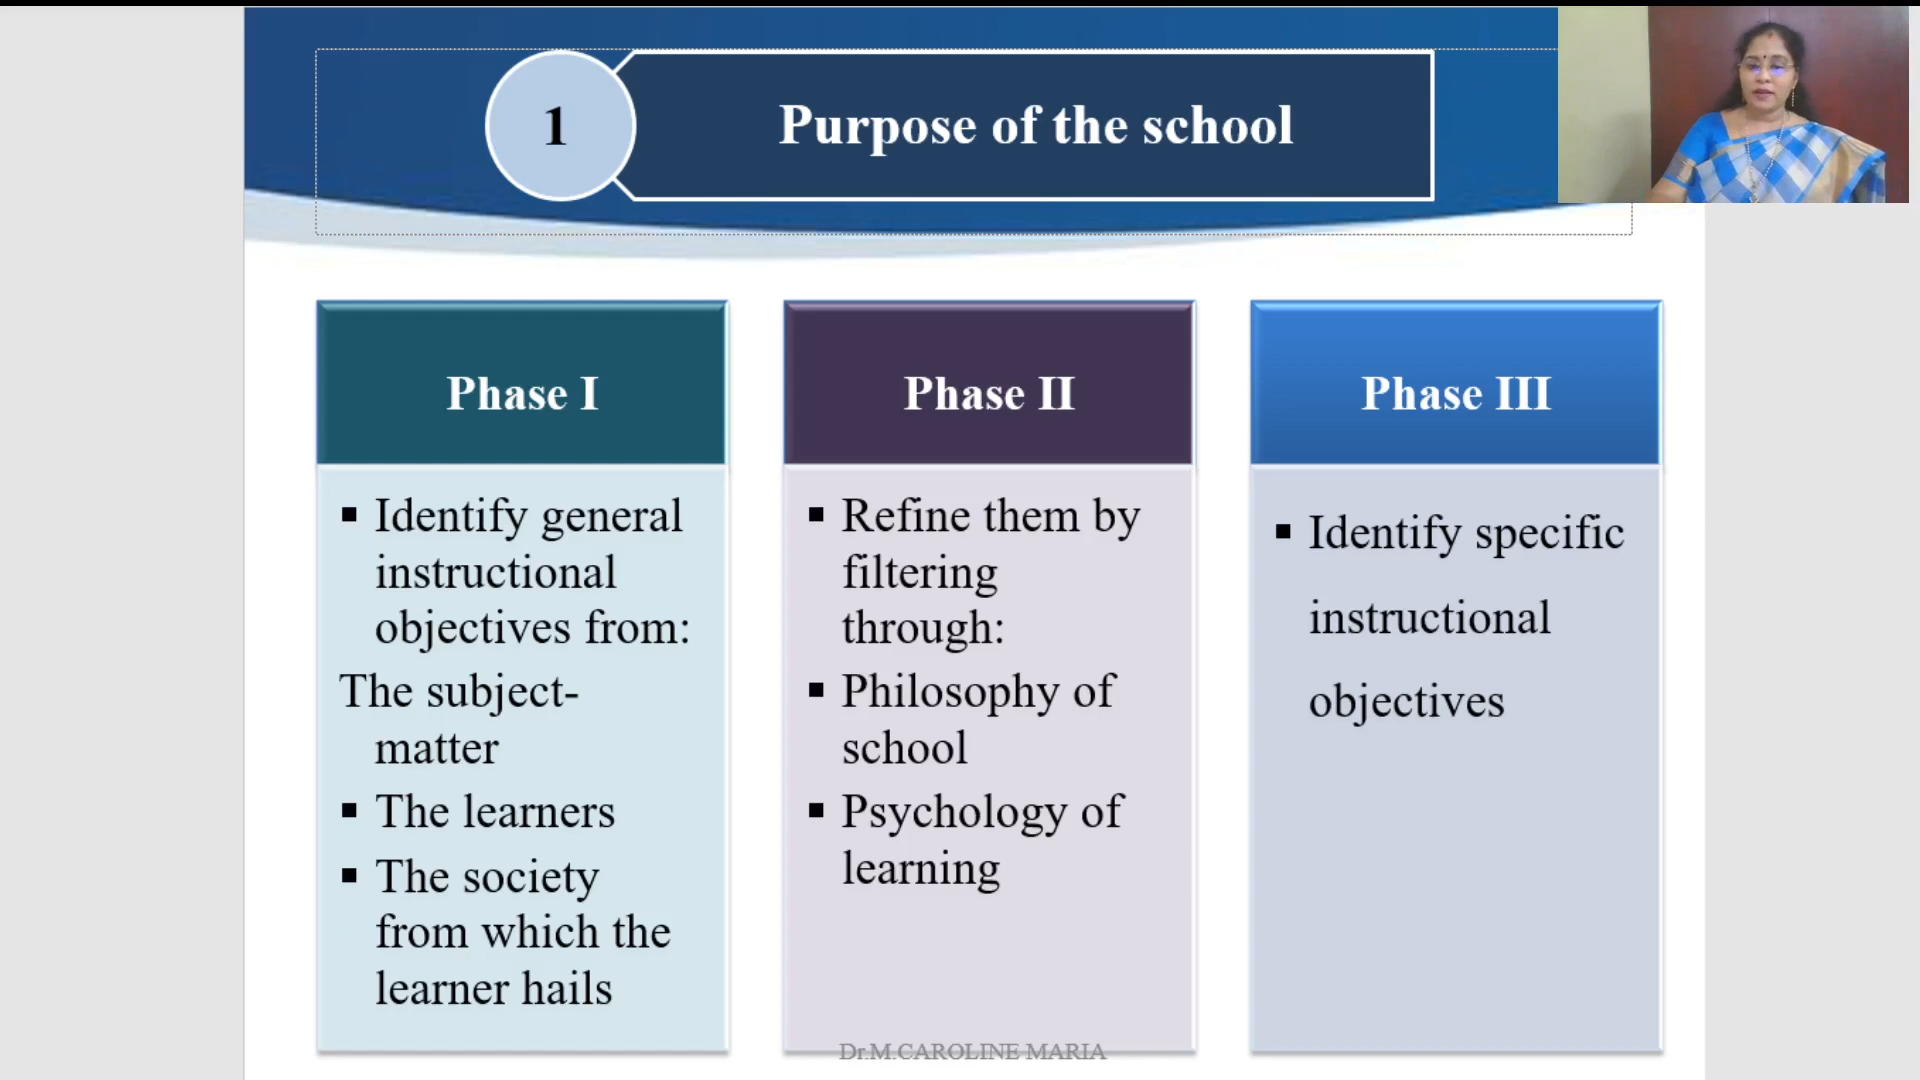 1
Purpose of the school
Phase I
▪ Identify general
instructional
objectives from:
The subject-
matter
▪ The learners
▪ The society
from which the
learner hails
Phase II
▪ Refine them by
filtering
through:
▪ Philosophy of
school
▪ Psychology of
learning
Phase III
▪ Identify specific
instructional
objectives
Dr.M.CAROLINE MARIA